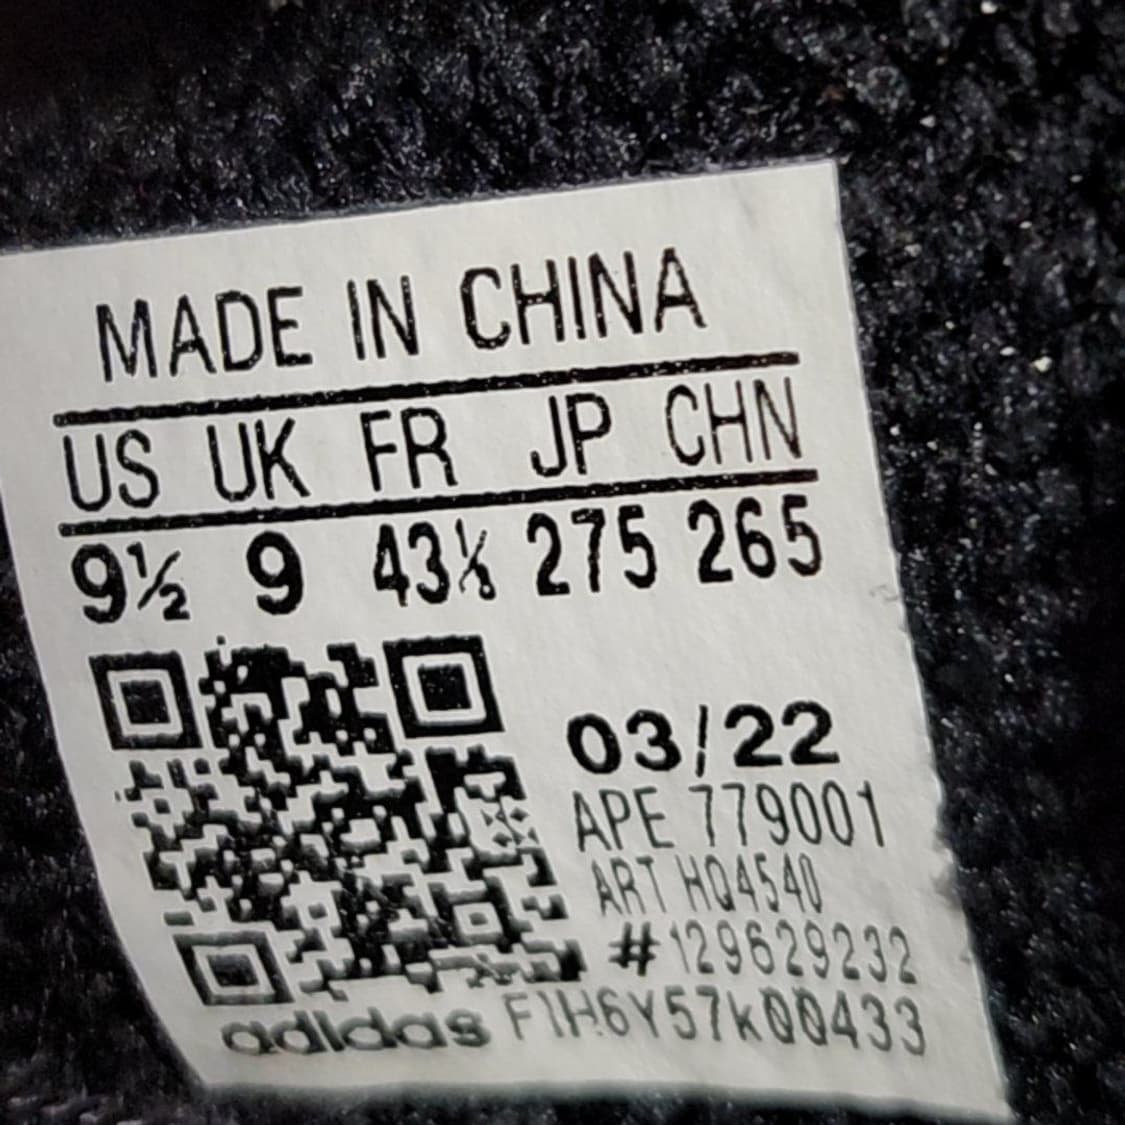 MADE IN CHINA
US UK FR JP CHN
9½ 9 43⅓ 275 265
03/22
APE 779001
ART HQ4540
#129629232
adidas F1H6Y57K00433